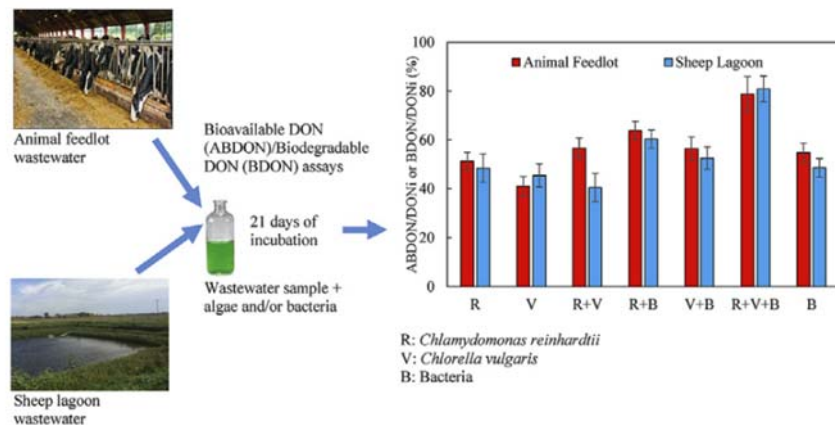 Animal feedlot
wastewater
Bioavailable DON
(ABDON)/Biodegradable
DON (BDON) assays
21 days of
incubation
Wastewater sample +
algae and/or bacteria
Sheep lagoon
wastewater
ABDON/DONi or BDON/DONi (%)
100
80
60
40
20
0
Animal Feedlot
Sheep Lagoon
R
V
R+V
R+B
V+B
R+V+B
B
R: Chlamydomonas reinhardtii
V: Chlorella vulgaris
B: Bacteria